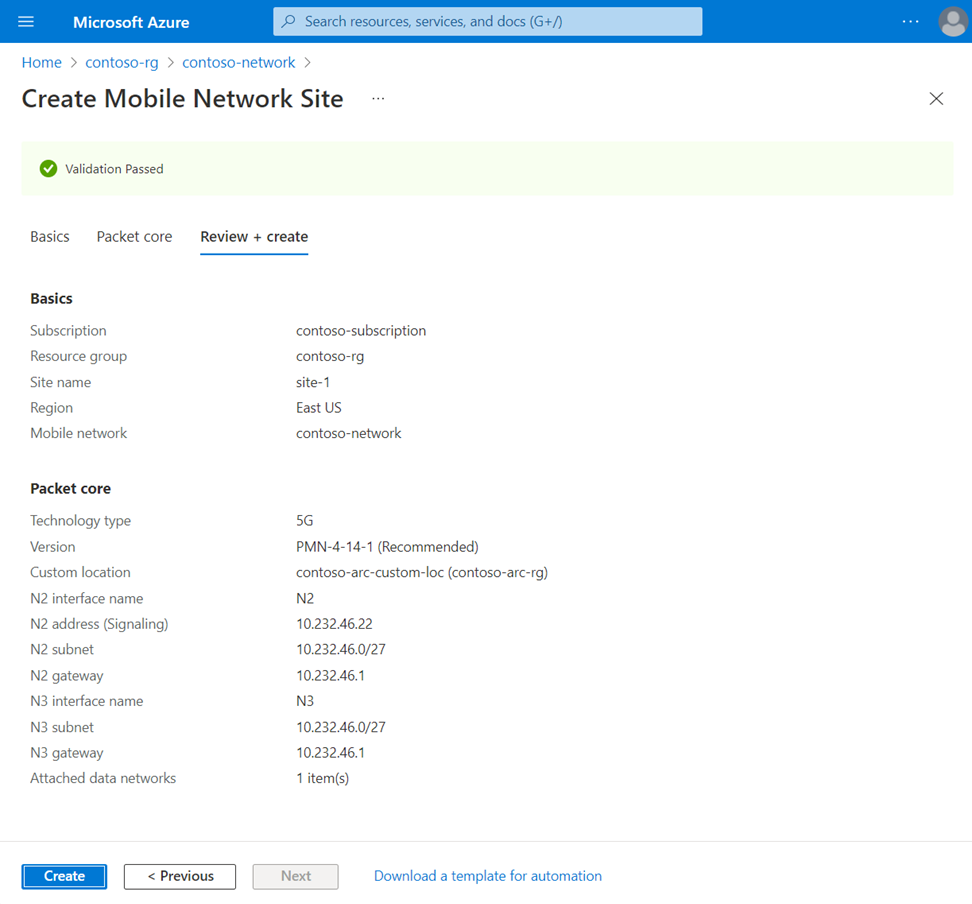 Microsoft Azure
Search resources, services, and docs (G+/)
...
Home > contoso-rg > contoso-network >
Create Mobile Network Site ...
Validation Passed
Basics Packet core Review + create
Basics
Subscription contoso-subscription
Resource group contoso-rg
Site name site-1
Region East US
Mobile network contoso-network
Packet core
Technology type 5G
Version PMN-4-14-1 (Recommended)
Custom location contoso-arc-custom-loc (contoso-arc-rg)
N2 interface name N2
N2 address (Signaling) 10.232.46.22
N2 subnet 10.232.46.0/27
N2 gateway 10.232.46.1
N3 interface name N3
N3 subnet 10.232.46.0/27
N3 gateway 10.232.46.1
Attached data networks 1 item(s)
Create < Previous Next Download a template for automation